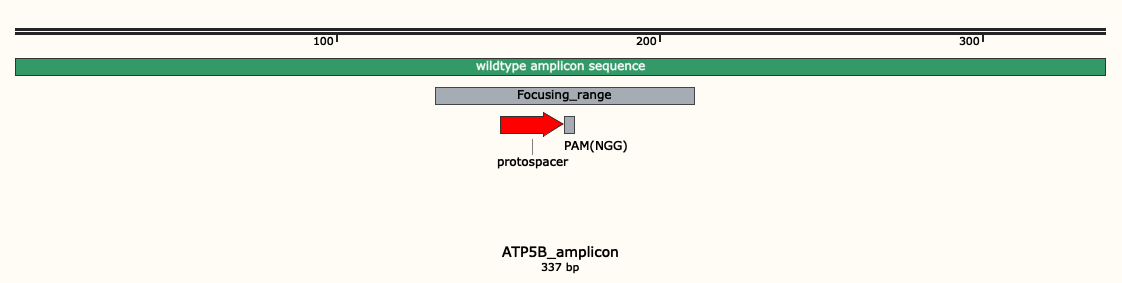 100 200 300
wildtype amplicon sequence
Focusing_range
PAM(NGG)
protospacer
ATP5B_amplicon
337 bp